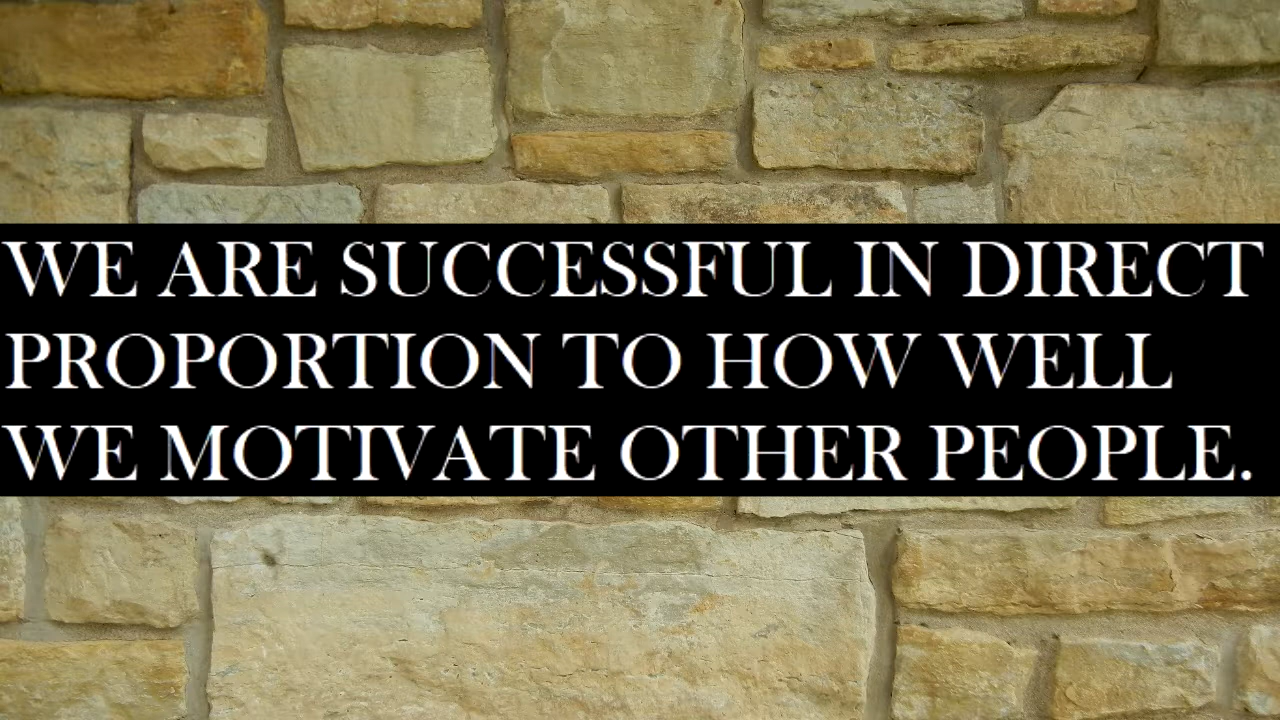 WE ARE SUCCESSFUL IN DIRECT
PROPORTION TO HOW WELL
WE MOTIVATE OTHER PEOPLE.